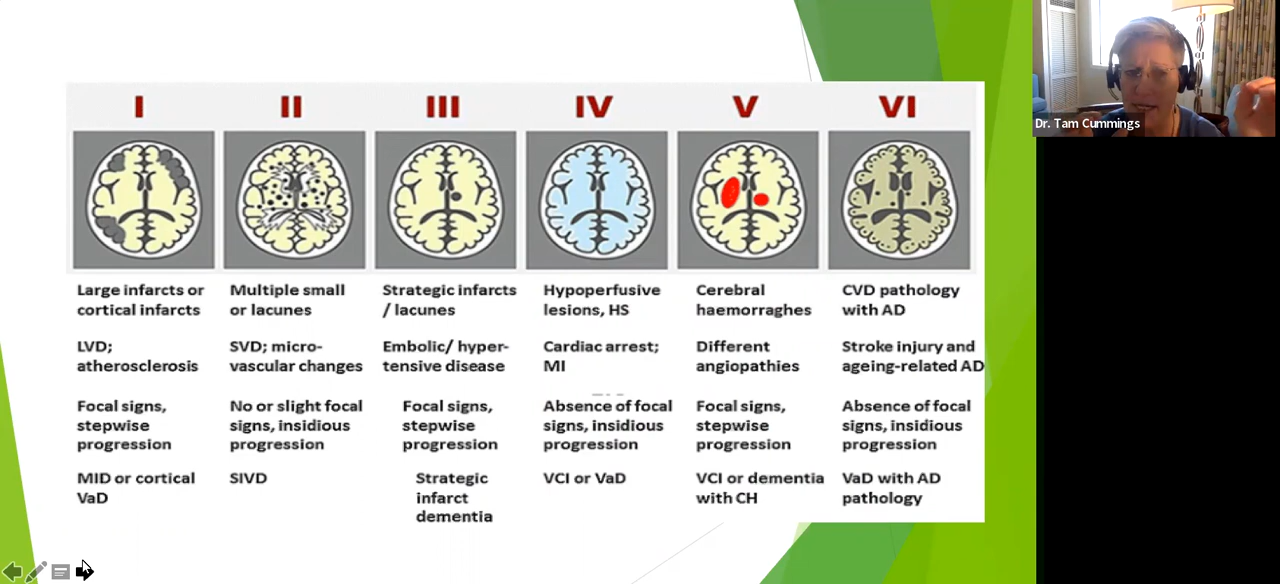 Dr. Tam Cummings
I II III IV V VI
Large infarcts or
cortical infarcts
Multiple small
or lacunes
Strategic infarcts
/ lacunes
Hypoperfusive
lesions, HS
Cerebral
haemorraghes
CVD pathology
with AD
LVD;
atherosclerosis
SVD; micro-
vascular changes
Embolic/ hyper-
tensive disease
Cardiac arrest;
MI
Different
angiopathies
Stroke injury and
ageing-related AD
Focal signs,
stepwise
progression
No or slight focal
signs, insidious
progression
Focal signs,
stepwise
progression
Absence of focal
signs, insidious
progression
Focal signs,
stepwise
progression
Absence of focal
signs, insidious
progression
MID or cortical
VaD
SIVD
Strategic
infarct
dementia
VCI or VaD
VCI or dementia
with CH
VaD with AD
pathology